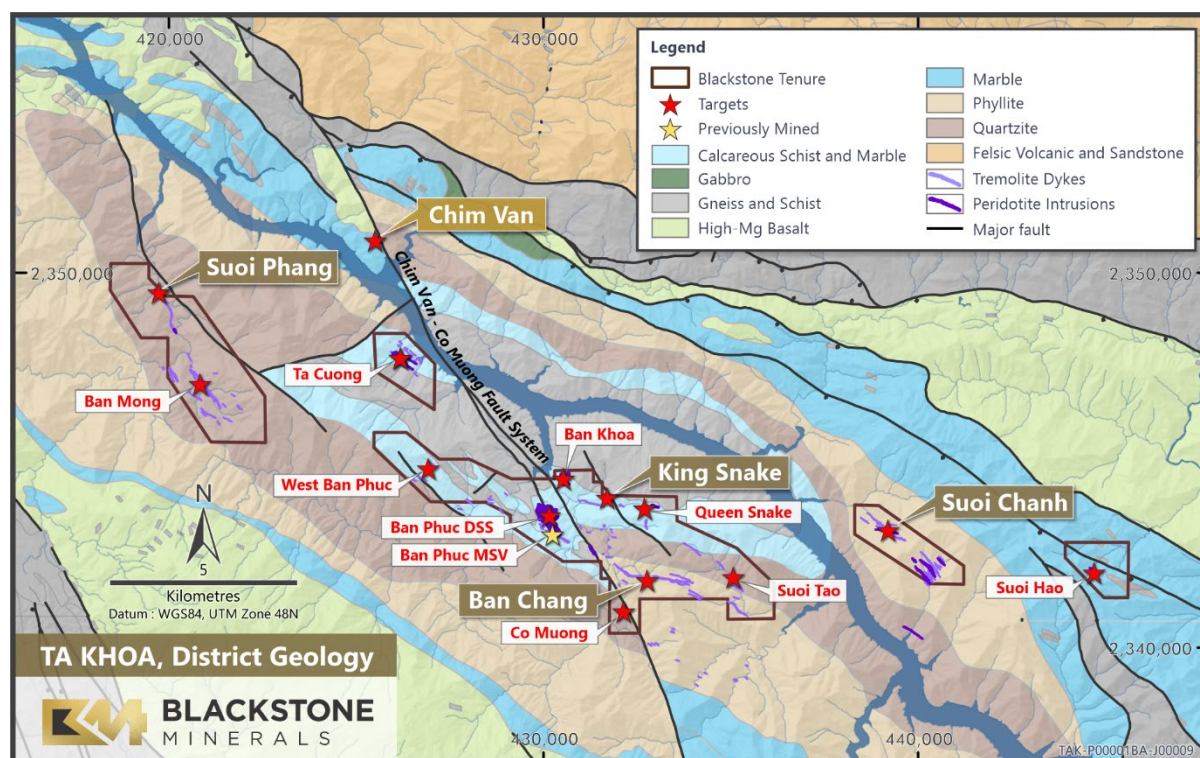 420,000
430,000
Legend
Blackstone Tenure
Targets
Previously Mined
Calcareous Schist and Marble
Gabbro
Gneiss and Schist
High-Mg Basalt
Marble
Phyllite
Quartzite
Felsic Volcanic and Sandstone
Tremolite Dykes
Peridotite Intrusions
Major fault
Chim Van
Suoi Phang
2,350,000
2,350,000
Chim Van - Co Muong Fault System
Ta Cuong
Ban Mong
Ban Khoa
West Ban Phuc
King Snake
Suoi Chanh
N
Ban Phuc DSS
Queen Snake
Ban Phuc MSV
5
Kilometres
Datum : WGS84, UTM Zone 48N
Ban Chang
Suoi Tao
Suoi Hao
Co Muong
TA KHOA, District Geology
2,340,000
BM BLACKSTONE
MINERALS
430,000
440,000
TAK-P00001BA-J00009